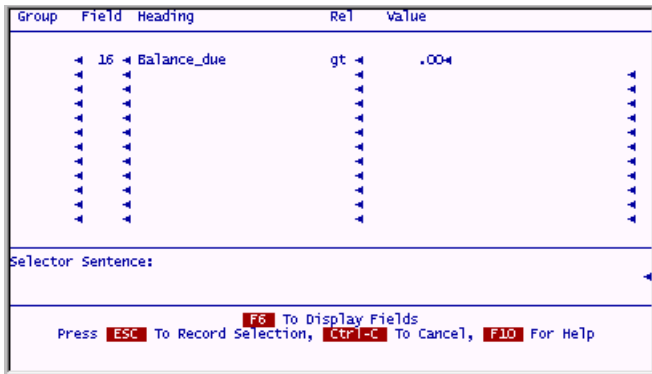 Group Field Heading Rel Value
16 Balance_due gt .00
Selector Sentence:
F6 To Display Fields
Press ESC To Record Selection, Ctrl-C To Cancel, F10 For Help